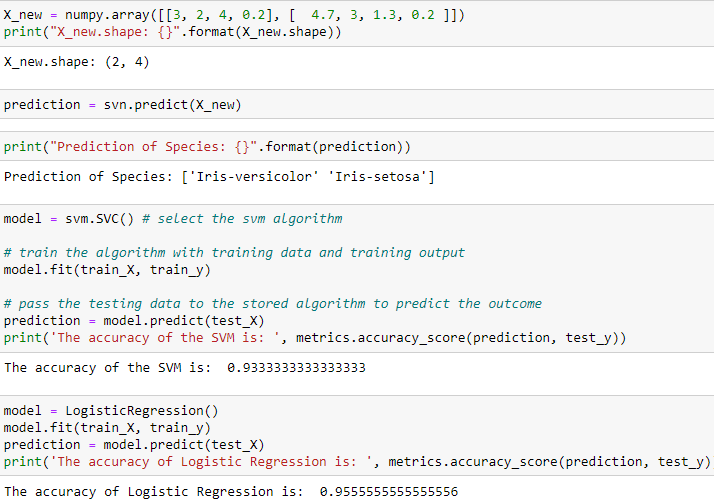 X_new = numpy.array([[3, 2, 4, 0.2], [  4.7, 3, 1.3, 0.2 ]])
print("X_new.shape: {}".format(X_new.shape))
X_new.shape: (2, 4)
prediction = svn.predict(X_new)
print("Prediction of Species: {}".format(prediction))
Prediction of Species: ['Iris-versicolor' 'Iris-setosa']
model = svm.SVC() # select the svm algorithm
# train the algorithm with training data and training output
model.fit(train_X, train_y)
# pass the testing data to the stored algorithm to predict the outcome
prediction = model.predict(test_X)
print('The accuracy of the SVM is: ', metrics.accuracy_score(prediction, test_y))
The accuracy of the SVM is:  0.9333333333333333
model = LogisticRegression()
model.fit(train_X, train_y)
prediction = model.predict(test_X)
print('The accuracy of Logistic Regression is: ', metrics.accuracy_score(prediction, test_y)
The accuracy of Logistic Regression is:  0.9555555555555556